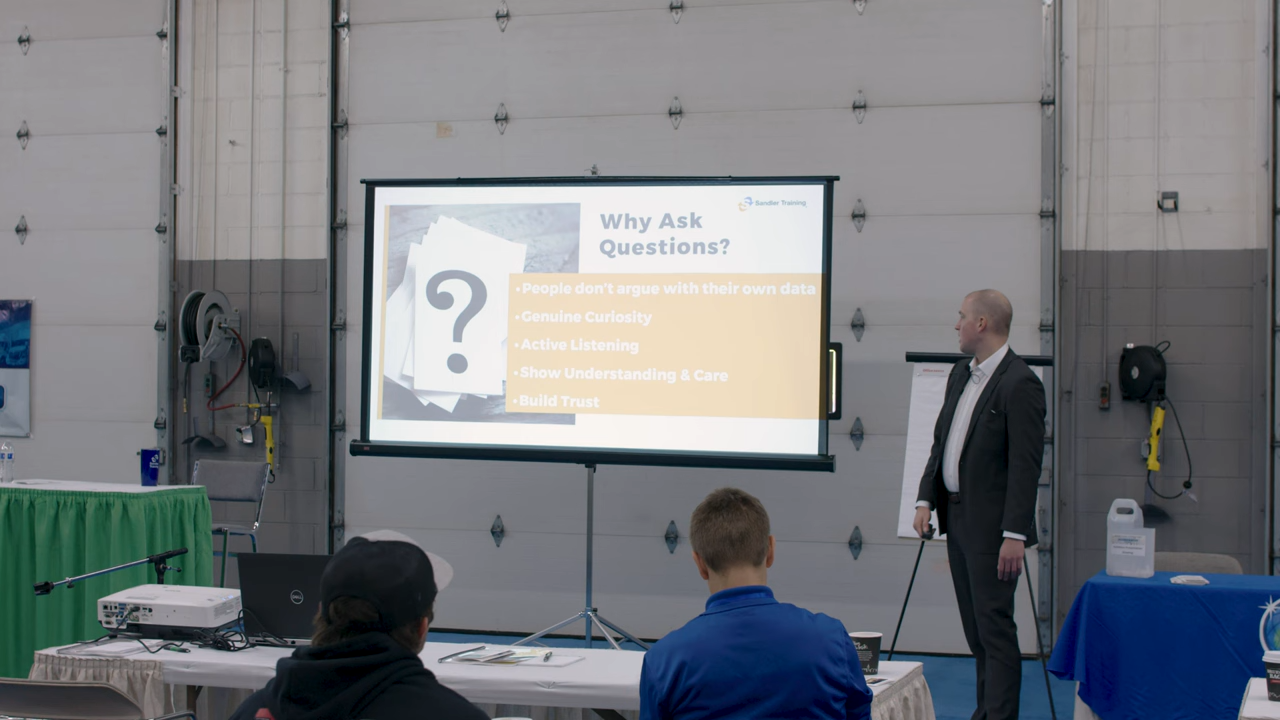 Sandler Training
Why Ask
Questions?
?
• People don't argue with their own data
• Genuine Curiosity
• Active Listening
• Show Understanding & Care
• Build Trust
DELL